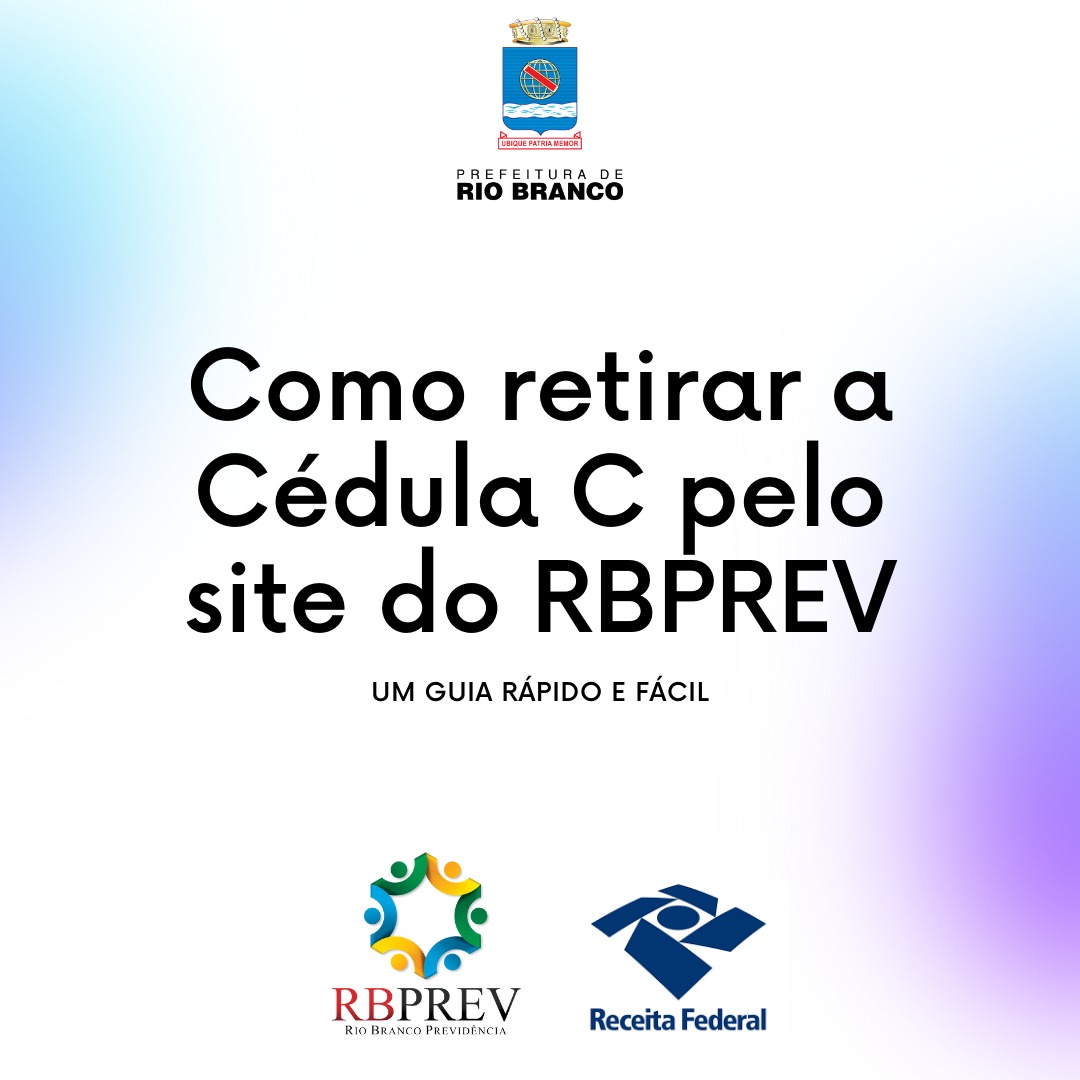 UBIQUE PATRIA MEMOR
PREFEITURA DE
RIO BRANCO
Como retirar a
Cédula C pelo
site do RBPREV
UM GUIA RÁPIDO E FÁCIL
RBPREV
RIO BRANCO PREVIDÊNCIA
Receita Federal